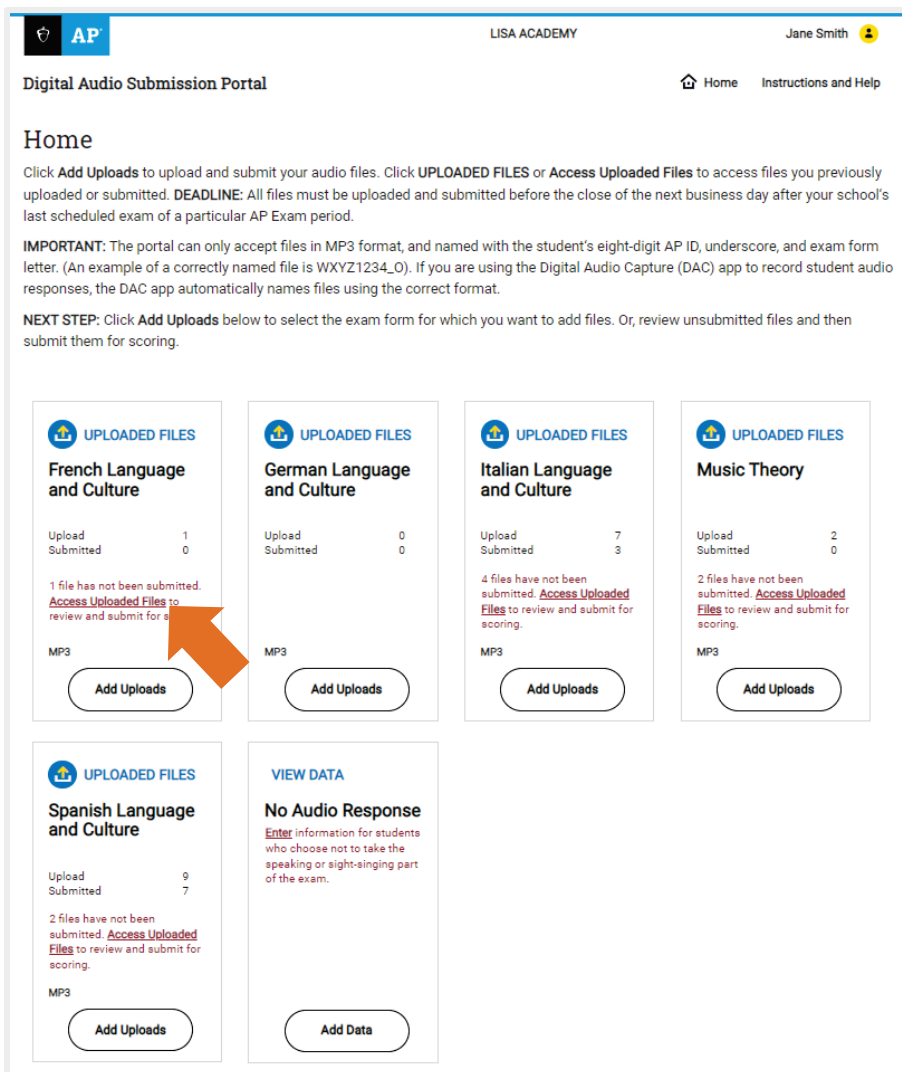 AP
LISA ACADEMY
Jane Smith
Digital Audio Submission Portal
Home
Instructions and Help
Home
Click Add Uploads to upload and submit your audio files. Click UPLOADED FILES or Access Uploaded Files to access files you previously
uploaded or submitted. DEADLINE: All files must be uploaded and submitted before the close of the next business day after your school's
last scheduled exam of a particular AP Exam period.
IMPORTANT: The portal can only accept files in MP3 format, and named with the student's eight-digit AP ID, underscore, and exam form
letter. (An example of a correctly named file is WXYZ1234_O). If you are using the Digital Audio Capture (DAC) app to record student audio
responses, the DAC app automatically names files using the correct format.
NEXT STEP: Click Add Uploads below to select the exam form for which you want to add files. Or, review unsubmitted files and then
submit them for scoring.
UPLOADED FILES
French Language
and Culture
Upload 1
Submitted 0
1 file has not been submitted.
Access Uploaded Files to
review and submit for s
MP3
Add Uploads
UPLOADED FILES
German Language
and Culture
Upload 0
Submitted 0
MP3
Add Uploads
UPLOADED FILES
Italian Language
and Culture
Upload 7
Submitted 3
4 files have not been
submitted. Access Uploaded
Files to review and submit for
scoring.
MP3
Add Uploads
UPLOADED FILES
Music Theory
Upload 2
Submitted 0
2 files have not been
submitted. Access Uploaded
Files to review and submit for
scoring.
MP3
Add Uploads
UPLOADED FILES
Spanish Language
and Culture
Upload 9
Submitted 7
2 files have not been
submitted. Access Uploaded
Files to review and submit for
scoring.
MP3
Add Uploads
VIEW DATA
No Audio Response
Enter information for students
who choose not to take the
speaking or sight-singing part
of the exam.
Add Data